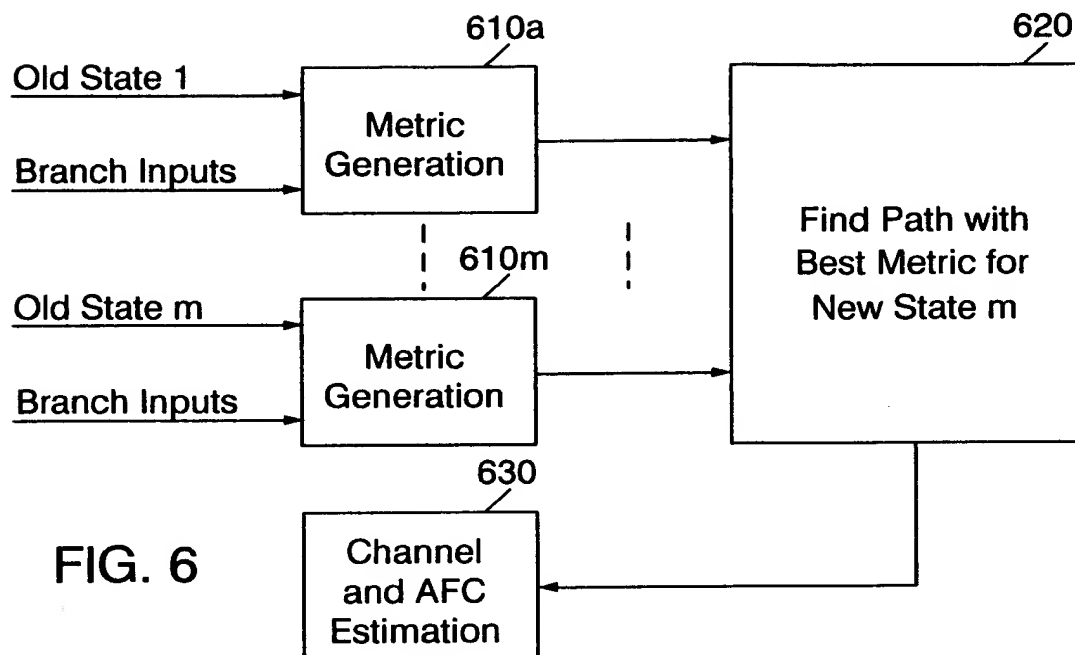 610a
620
Old State 1
Branch Inputs
Metric
Generation
610m
Old State m
Branch Inputs
Metric
Generation
Find Path with
Best Metric for
New State m
630
Channel
and AFC
Estimation
FIG. 6